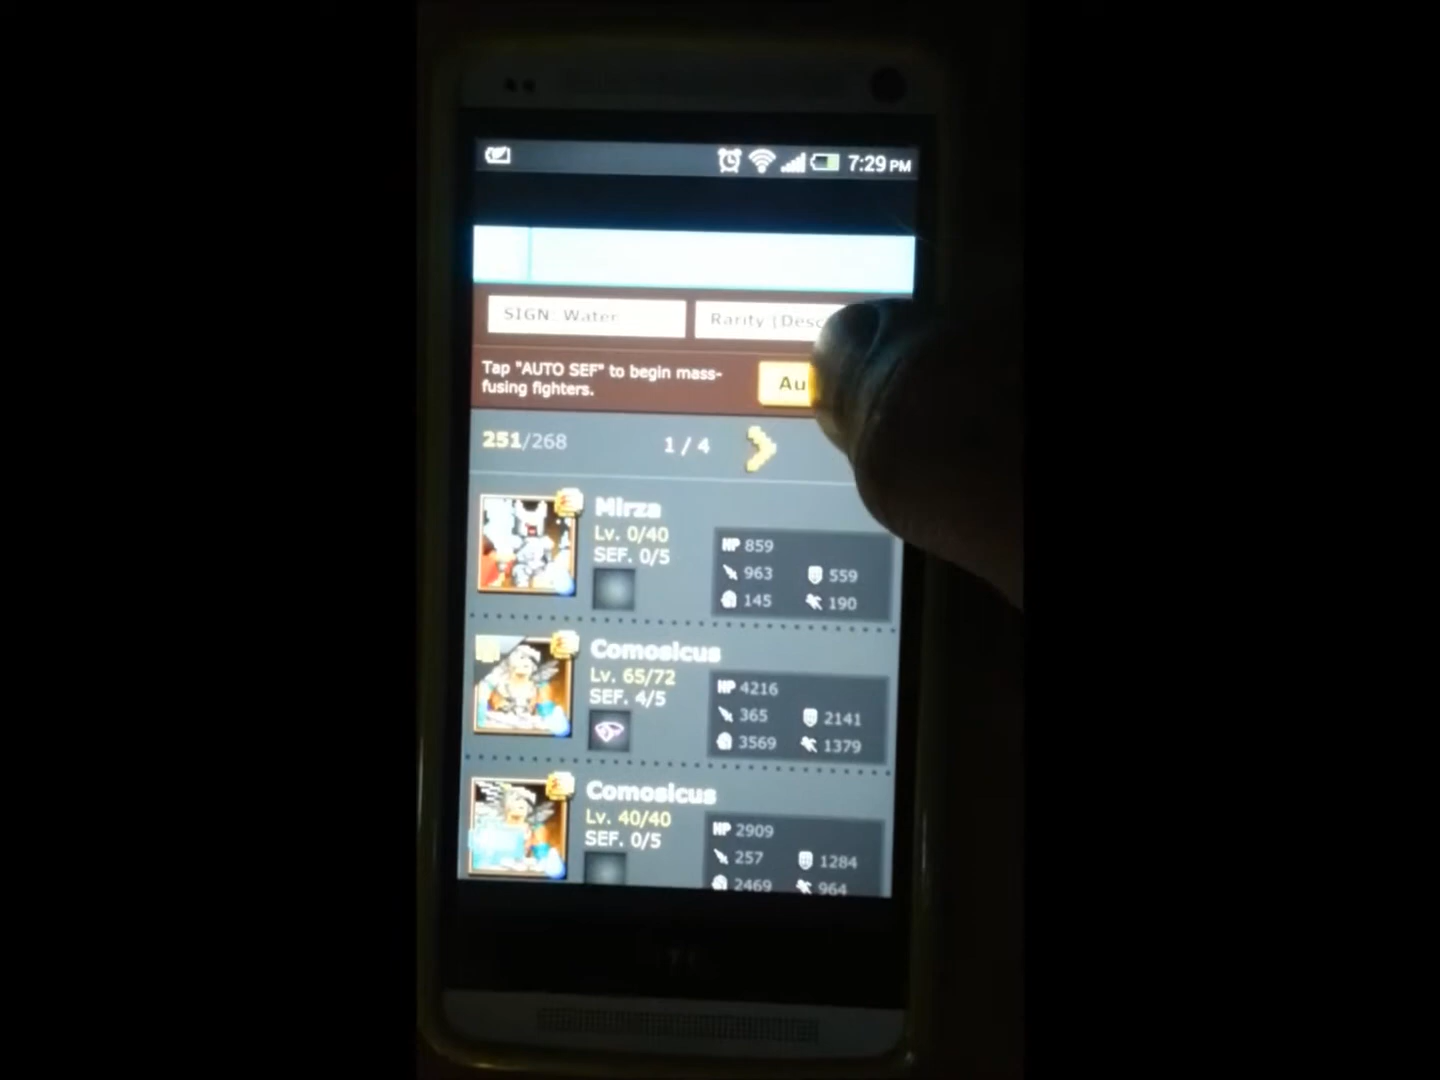 7:29 PM
SIGN: Water
Rarity (Desc
Tap "AUTO SEF" to begin mass-
fusing fighters.
Au
251/268
1 / 4
Mirza
Lv. 0/40
SEF. 0/5
HP 859
963
559
145
190
Comosicus
Lv. 65/72
SEF. 4/5
HP 4216
365
2141
3569
1379
Comosicus
Lv. 40/40
SEF. 0/5
HP 2909
257
1284
2469
964